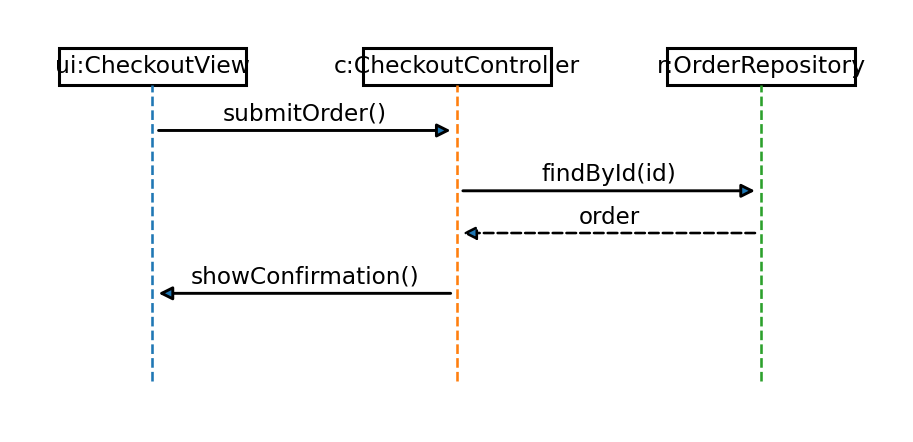 ui:CheckoutView
c:CheckoutController
r:OrderRepository
submitOrder()
findById(id)
order
showConfirmation()